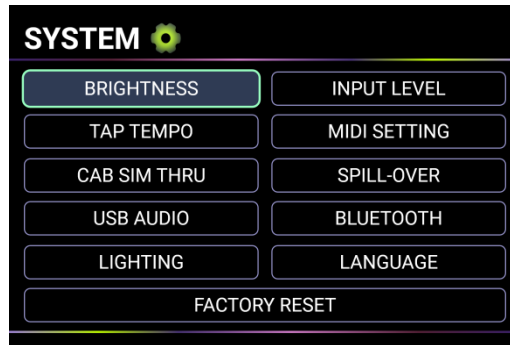 SYSTEM
BRIGHTNESS
INPUT LEVEL
TAP TEMPO
MIDI SETTING
CAB SIM THRU
SPILL-OVER
USB AUDIO
BLUETOOTH
LIGHTING
LANGUAGE
FACTORY RESET